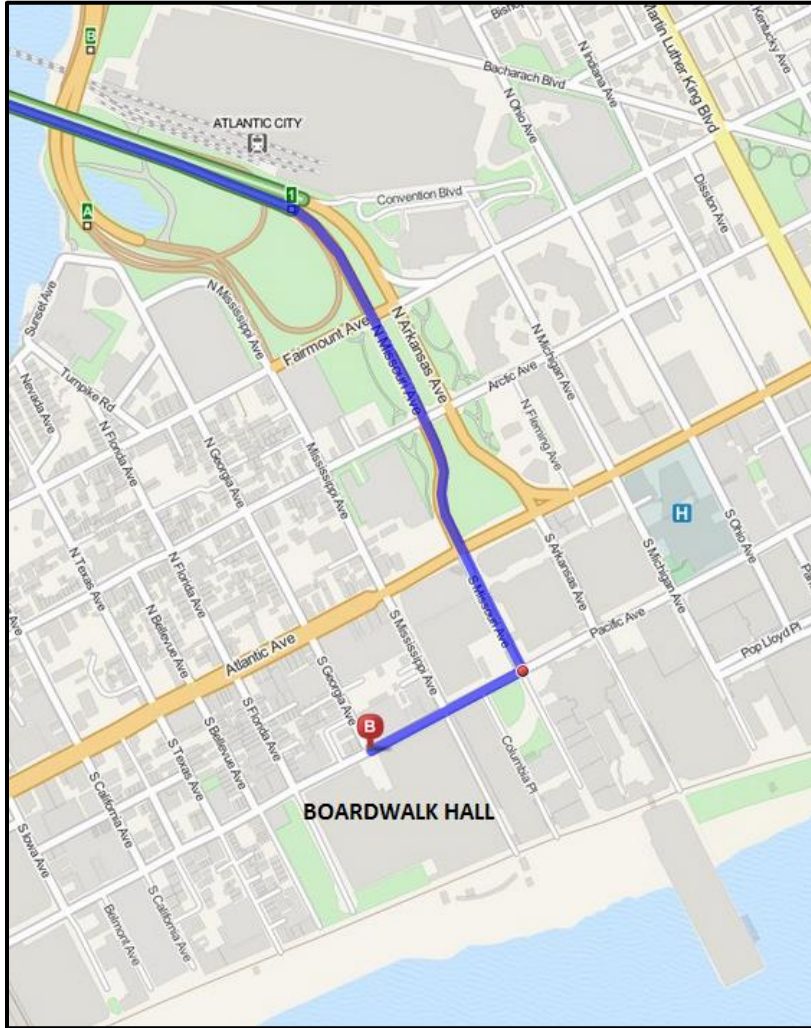 B
Bacharach Blvd
N Indiana Ave
Martin Luther King Blvd
Kentucky Ave
N Ohio Ave
ATLANTIC CITY
1
A
Convention Blvd
Disston Ave
Sunset Ave
N Mississippi Ave
Fairmount Ave
N Missouri Ave
N Arkansas Ave
N Michigan Ave
Arctic Ave
Turnpike Rd
Nevada Ave
N Florida Ave
N Georgia Ave
Mississippi Ave
N Fleming Ave
H
S Ohio Ave
S Michigan Ave
S Arkansas Ave
N Texas Ave
N Florida Ave
N Bellevue Ave
S Missouri Ave
Pacific Ave
Pop Lloyd Pl
Atlantic Ave
S Mississippi Ave
S Georgia Ave
S Florida Ave
S Bellevue Ave
S Texas Ave
B
Columbia Pl
S California Ave
S Iowa Ave
BOARDWALK HALL
S California Ave
Belmont Ave